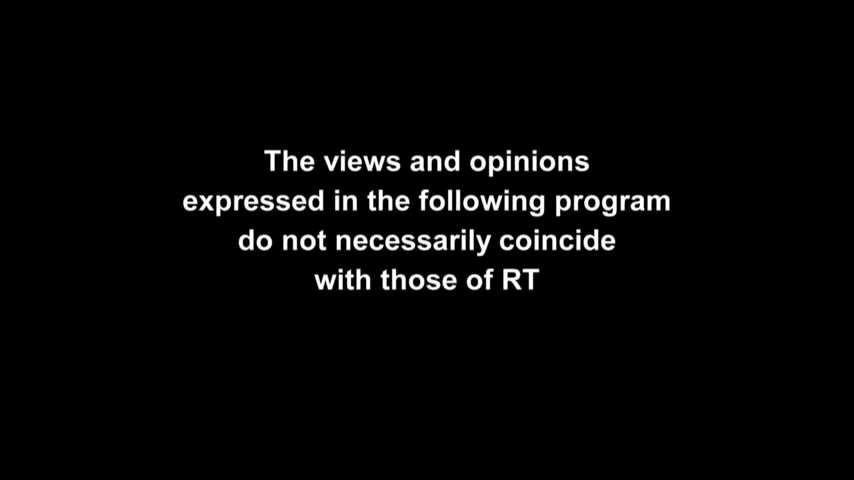 The views and opinions
expressed in the following program
do not necessarily coincide
with those of RT